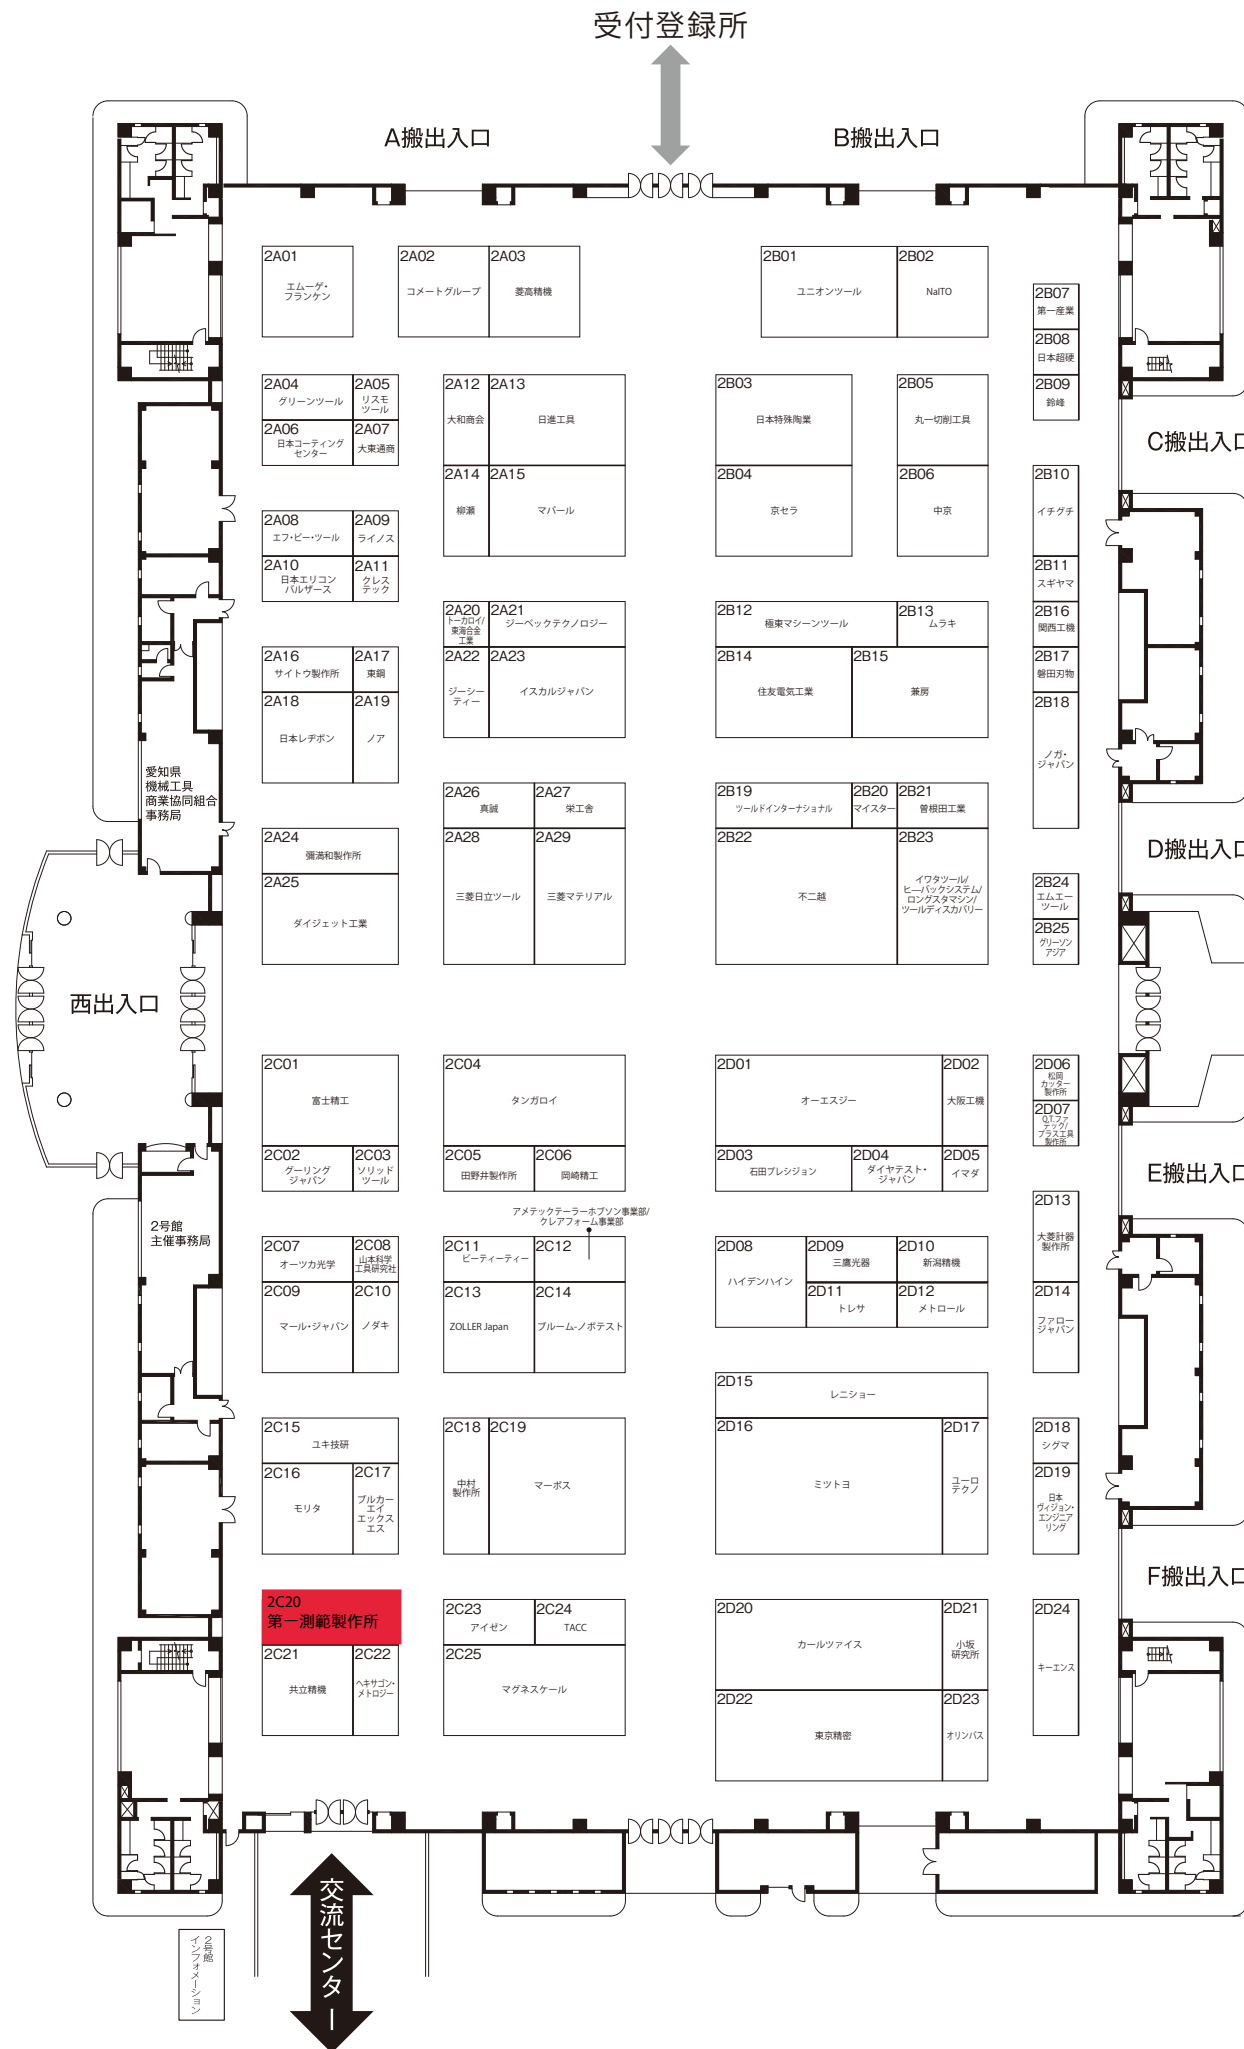 受付登録所
A搬出入口
B搬出入口
2A01
エムーゲ・
フランケン
2A02
コメートグループ
2A03
菱高精機
2B01
ユニオンツール
2B02
NaITO
2B07
第一産業
2B08
日本超硬
2B09
鈴峰
2A04
グリーンツール
2A05
リスモ
ツール
2A06
日本コーティング
センター
2A07
大東通商
2A12
大和商会
2A13
日進工具
2A14
柳瀬
2A15
マパール
2B03
日本特殊陶業
2B05
丸一切削工具
2B04
京セラ
2B06
中京
C搬出入口
2B10
イチグチ
2B11
スギヤマ
2B16
関西工機
2B17
磐田刃物
2B18
ノガ・
ジャパン
2A08
エフ・ピー・ツール
2A09
ライノス
2A10
日本エリコン
バルザース
2A11
クレス
テック
2A20
トーカロイ/
東海合金
工業
2A21
ジーベックテクノロジー
2A22
ジーシー
ティー
2A23
イスカルジャパン
2B12
極東マシーンツール
2B13
ムラキ
2B14
住友電気工業
2B15
兼房
2A16
サイトウ製作所
2A17
東鋼
2A18
日本レヂボン
2A19
ノア
愛知県
機械工具
商業協同組合
事務局
2A26
真誠
2A27
栄工舎
2A28
三菱日立ツール
2A29
三菱マテリアル
2B19
ツールドインターナショナル
2B20
マイスター
2B21
曽根田工業
2B22
不二越
2B23
イワタツール/
ヒーバックシステム/
ロングスタマシン/
ツールディスカバリー
2A24
彌満和製作所
2A25
ダイジェット工業
D搬出入口
2B24
エムエー
ツール
2B25
グリーソン
アジア
西出入口
2C01
富士精工
2C02
グーリング
ジャパン
2C03
ソリッド
ツール
2C04
タンガロイ
2C05
田野井製作所
2C06
岡崎精工
2D01
オーエスジー
2D02
大阪工機
2D03
石田プレシジョン
2D04
ダイヤテスト・
ジャパン
2D05
イマダ
2D06
松岡
カッター
製作所
2D07
Q.T.ファ
テック/
プラス工具
製作所
E搬出入口
2D13
大菱計器
製作所
2D14
ファロー
ジャパン
2号館
主催事務局
アメテックテーラーホブソン事業部/
クレアフォーム事業部
2C07
オーツカ光学
2C08
山本科学
工具研究社
2C09
マール・ジャパン
2C10
ノダキ
2C11
ビーティーティー
2C12
2C13
ZOLLER Japan
2C14
ブルーム-ノボテスト
2D08
ハイデンハイン
2D09
三鷹光器
2D10
新潟精機
2D11
トレサ
2D12
メトロール
2D15
レニショー
2D16
ミツトヨ
2D17
ユーロ
テクノ
2D18
シグマ
2D19
日本
ヴィジョン・
エンジニア
リング
2C15
ユキ技研
2C16
モリタ
2C17
ブルカー
エイ
エックス
エス
2C18
中村
製作所
2C19
マーポス
F搬出入口
2C20
第一測範製作所
2C21
共立精機
2C22
ヘキサゴン・
メトロジー
2C23
アイゼン
2C24
TACC
2C25
マグネスケール
2D20
カールツァイス
2D21
小坂
研究所
2D22
東京精密
2D23
オリンパス
2D24
キーエンス
交流センター
2号館
インフォメーション